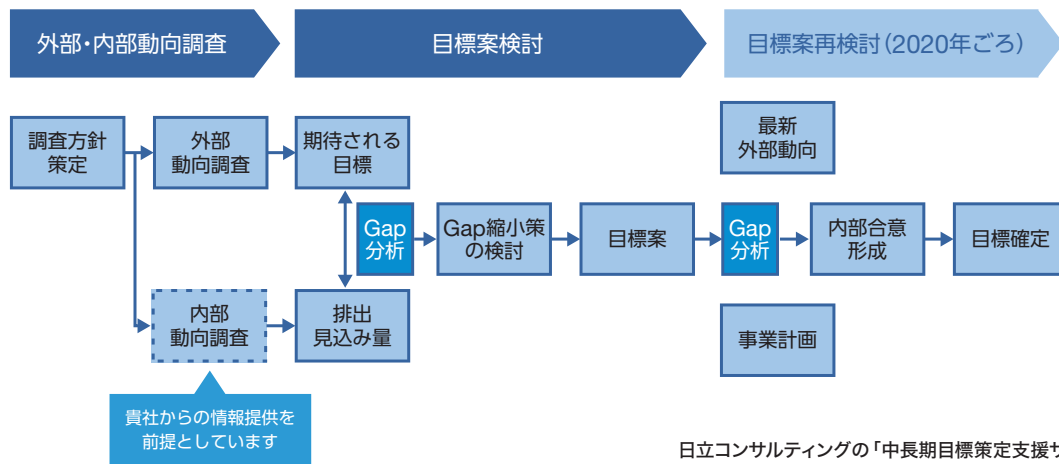 外部・内部動向調査
目標案検討
目標案再検討(2020年ごろ)
調査方針
策定
外部
動向調査
期待される
目標
最新
外部動向
Gap
分析
Gap縮小策
の検討
目標案
Gap
分析
内部合意
形成
目標確定
内部
動向調査
排出
見込み量
事業計画
貴社からの情報提供を
前提としています
日立コンサルティングの「中長期目標策定支援サ